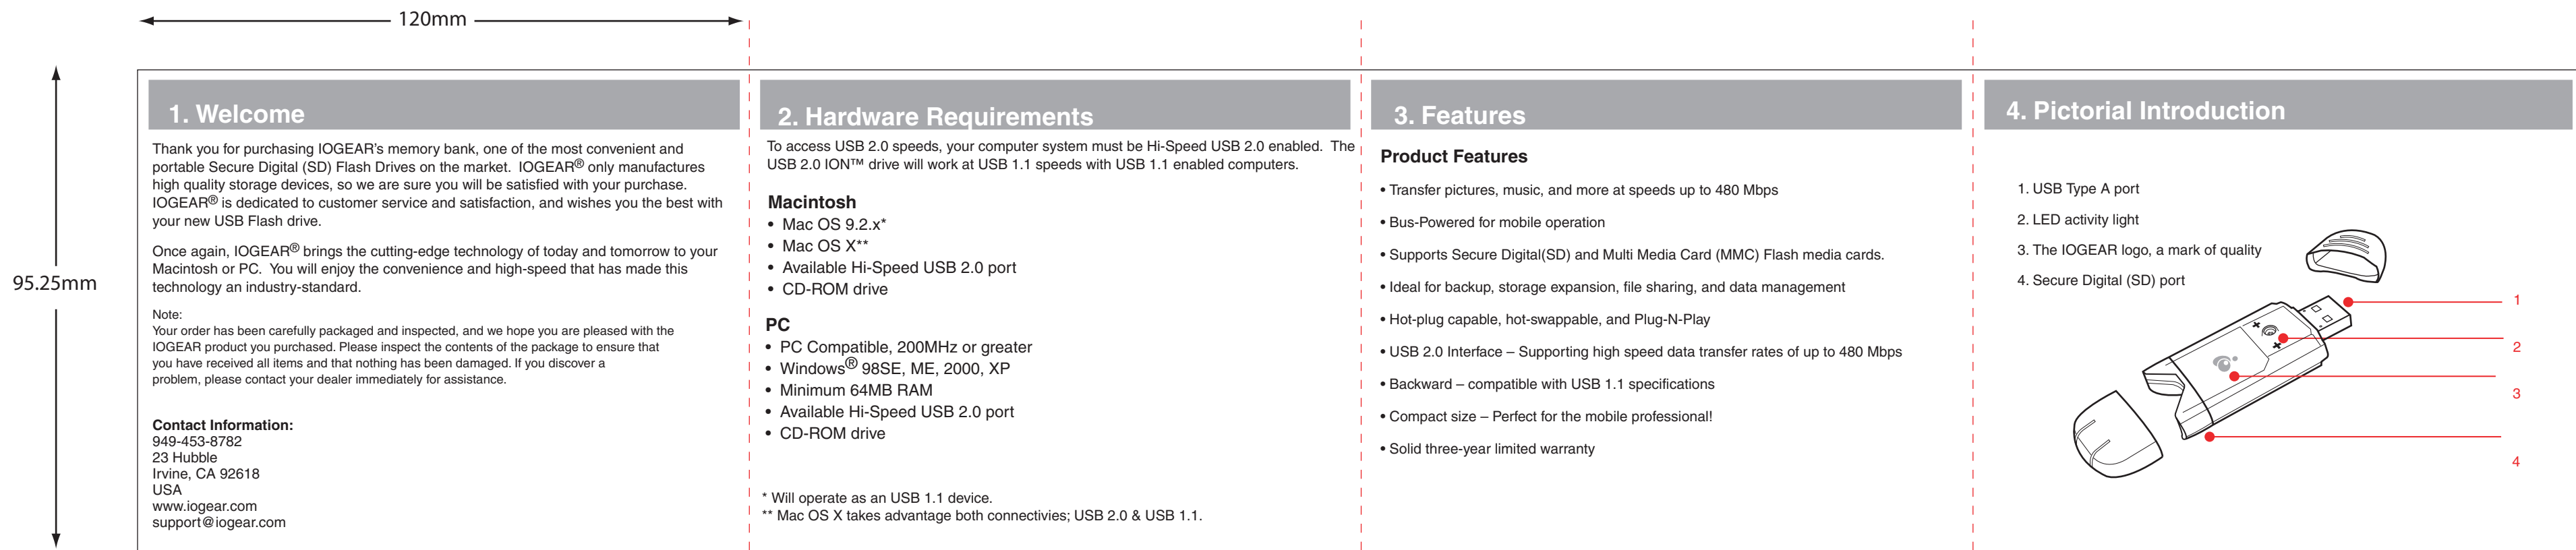 120mm
95.25mm
1. Welcome
Thank you for purchasing IOGEAR's memory bank, one of the most convenient and
portable Secure Digital (SD) Flash Drives on the market.  IOGEAR® only manufactures
high quality storage devices, so we are sure you will be satisfied with your purchase.
IOGEAR® is dedicated to customer service and satisfaction, and wishes you the best with
your new USB Flash drive.
Once again, IOGEAR® brings the cutting-edge technology of today and tomorrow to your
Macintosh or PC.  You will enjoy the convenience and high-speed that has made this
technology an industry-standard.
Note:
Your order has been carefully packaged and inspected, and we hope you are pleased with the
IOGEAR product you purchased. Please inspect the contents of the package to ensure that
you have received all items and that nothing has been damaged. If you discover a
problem, please contact your dealer immediately for assistance.
Contact Information:
949-453-8782
23 Hubble
Irvine, CA 92618
USA
www.iogear.com
support@iogear.com
2. Hardware Requirements
To access USB 2.0 speeds, your computer system must be Hi-Speed USB 2.0 enabled.  The
USB 2.0 ION™ drive will work at USB 1.1 speeds with USB 1.1 enabled computers.
Macintosh
• Mac OS 9.2.x*
• Mac OS X**
• Available Hi-Speed USB 2.0 port
• CD-ROM drive
PC
• PC Compatible, 200MHz or greater
• Windows® 98SE, ME, 2000, XP
• Minimum 64MB RAM
• Available Hi-Speed USB 2.0 port
• CD-ROM drive
* Will operate as an USB 1.1 device.
** Mac OS X takes advantage both connectivies; USB 2.0 & USB 1.1.
3. Features
Product Features
• Transfer pictures, music, and more at speeds up to 480 Mbps
• Bus-Powered for mobile operation
• Supports Secure Digital(SD) and Multi Media Card (MMC) Flash media cards.
• Ideal for backup, storage expansion, file sharing, and data management
• Hot-plug capable, hot-swappable, and Plug-N-Play
• USB 2.0 Interface – Supporting high speed data transfer rates of up to 480 Mbps
• Backward – compatible with USB 1.1 specifications
• Compact size – Perfect for the mobile professional!
• Solid three-year limited warranty
4. Pictorial Introduction
1. USB Type A port
2. LED activity light
3. The IOGEAR logo, a mark of quality
4. Secure Digital (SD) port
1
2
3
4